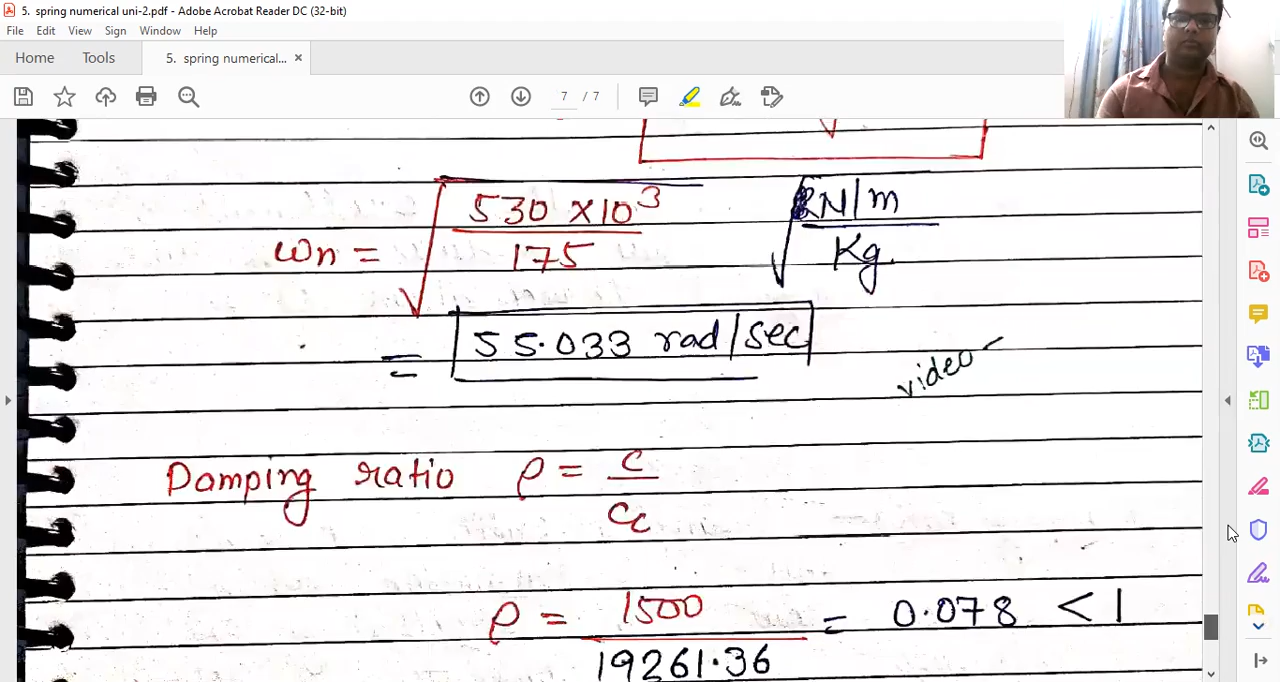 5. spring numerical uni-2.pdf - Adobe Acrobat Reader DC (32-bit)
File Edit View Sign Window Help
Home Tools 5. spring numerical... ×
7 / 7
ωn = √(530 × 10³ / 175) √(N/m / Kg)
= 55.033 rad/sec
video
Damping ratio ρ = c / cc
ρ = 1500 / 19261.36 = 0.078 < 1